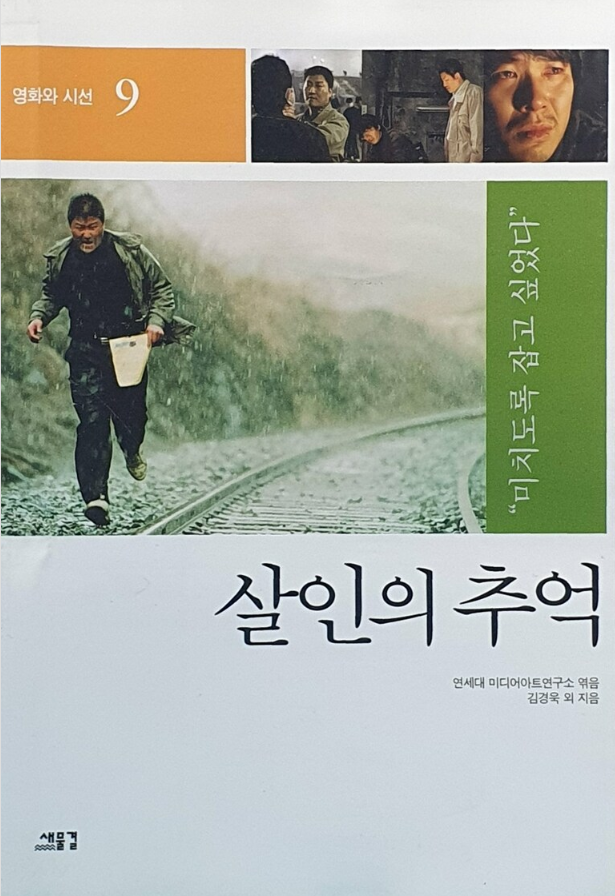 영화와 시선 9
“미치도록 잡고 싶었다”
살인의 추억
연세대 미디어아트연구소 엮음
김경욱 외 지음
새물결